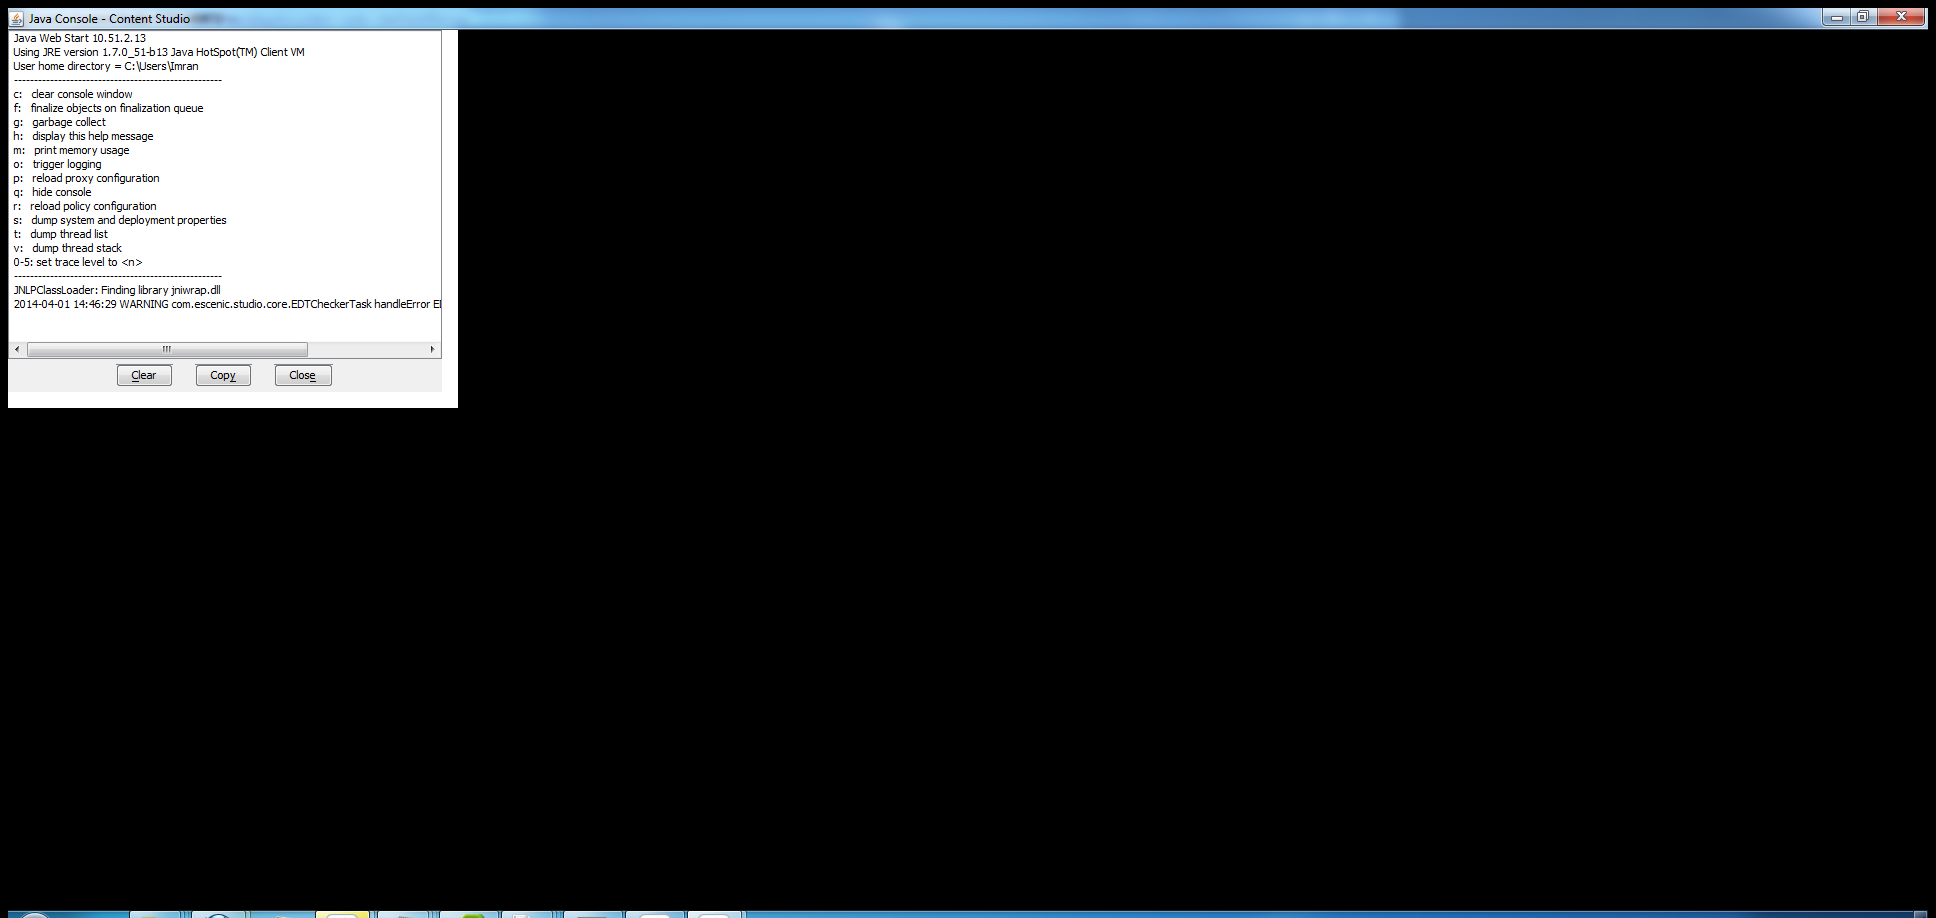 Java Console - Content Studio
Java Web Start 10.51.2.13
Using JRE version 1.7.0_51-b13 Java HotSpot(TM) Client VM
User home directory = C:\Users\Imran
----------------------------------------------------
c:   clear console window
f:   finalize objects on finalization queue
g:   garbage collect
h:   display this help message
m:   print memory usage
o:   trigger logging
p:   reload proxy configuration
q:   hide console
r:   reload policy configuration
s:   dump system and deployment properties
t:   dump thread list
v:   dump thread stack
0-5: set trace level to <n>
----------------------------------------------------
JNLPClassLoader: Finding library jniwrap.dll
2014-04-01 14:46:29 WARNING com.escenic.studio.core.EDTCheckerTask handleError
Clear Copy Close